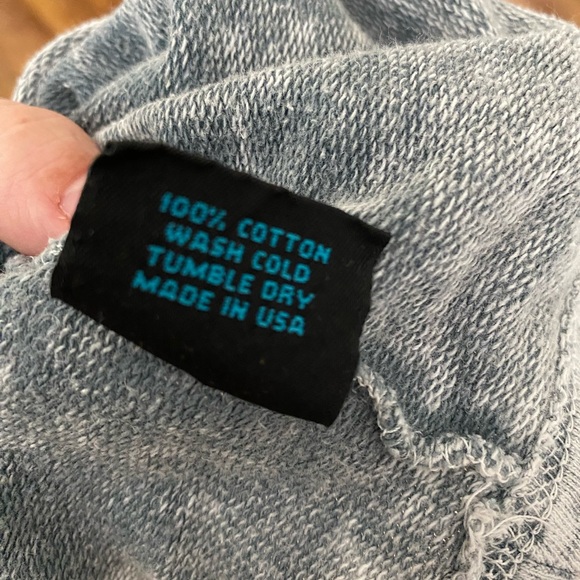 100% COTTON
WASH COLD
TUMBLE DRY
MADE IN USA